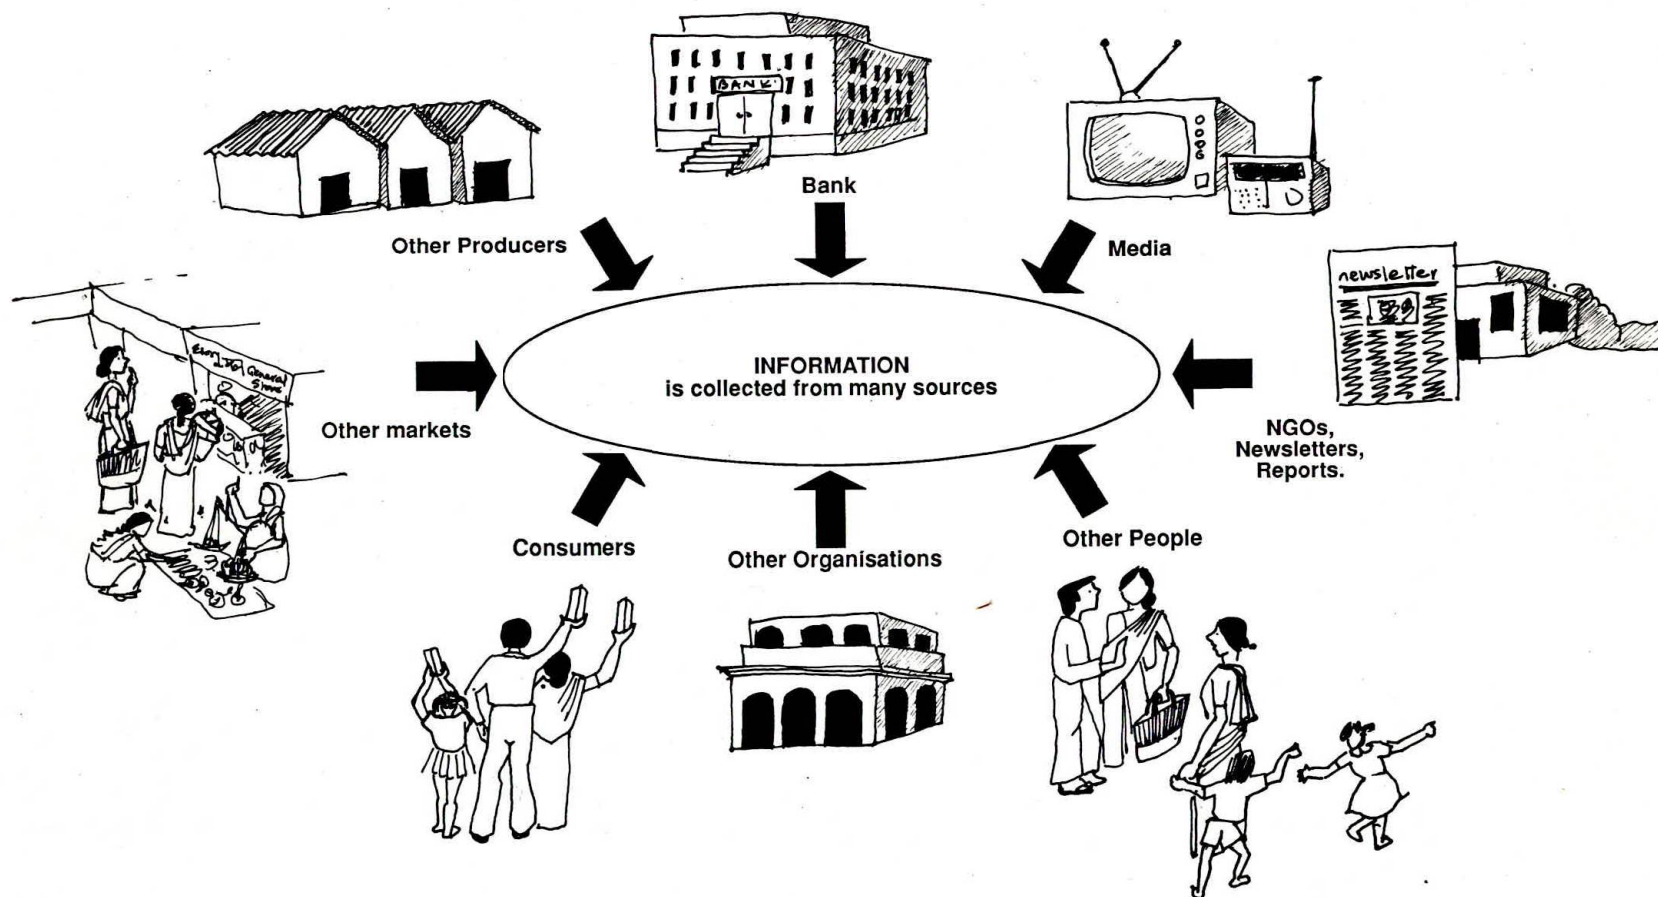 BANK
Bank
Other Producers
Media
newsletter
INFORMATION
is collected from many sources
General
Other markets
NGOs,
Newsletters,
Reports.
Consumers
Other Organisations
Other People